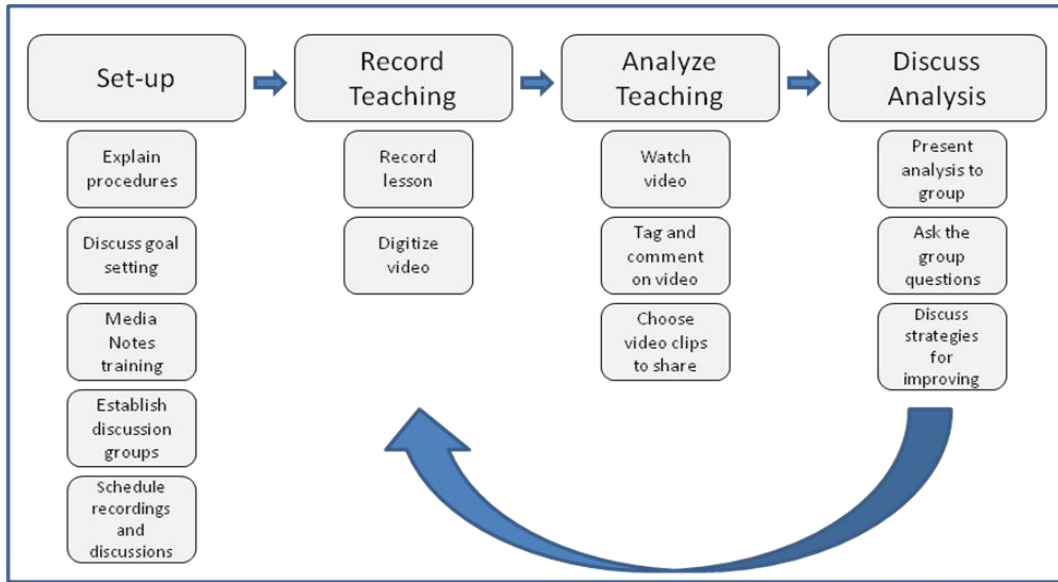 Set-up
Explain
procedures
Discuss goal
setting
Media
Notes
training
Establish
discussion
groups
Schedule
recordings
and
discussions
Record
Teaching
Record
lesson
Digitize
video
Analyze
Teaching
Watch
video
Tag and
comment
on video
Choose
video clips
to share
Discuss
Analysis
Present
analysis to
group
Ask the
group
questions
Discuss
strategies
for
improving